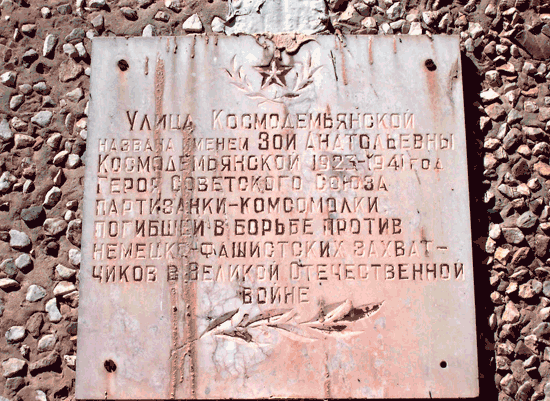 Улица Космодемьянской
названа именем Зои Анатольевны
Космодемьянской 1923-1941 год
героя Советского Союза
партизанки-комсомолки
погибшей в борьбе против
немецко-фашистских захват-
чиков в Великой Отечественной
войне